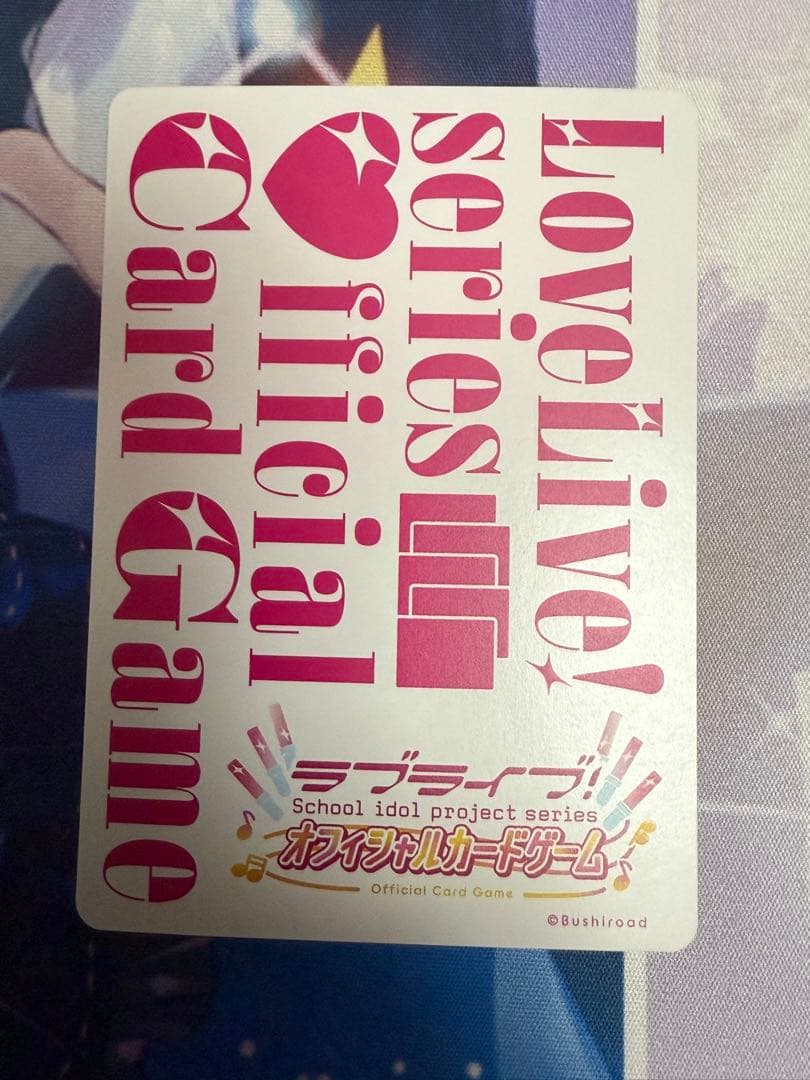 LoveLive!
series
fficial
Card Game
ラブライブ!
School idol project series
オフィシャルカードゲーム
Official Card Game
©Bushiroad